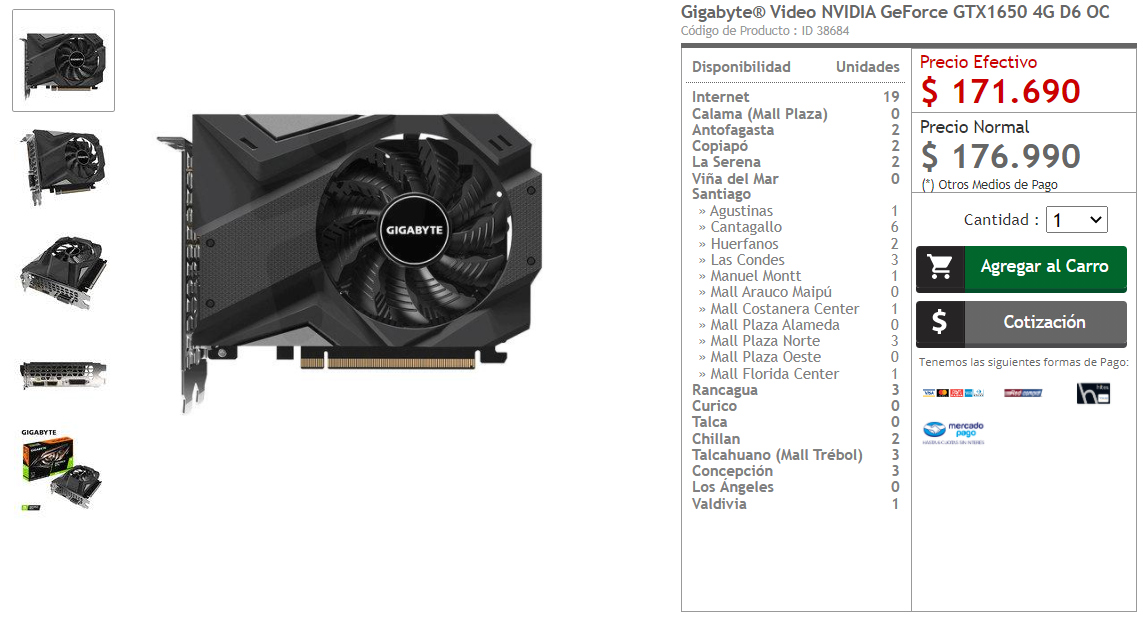 Gigabyte® Video NVIDIA GeForce GTX1650 4G D6 OC
Código de Producto : ID 38684
Disponibilidad Unidades
Internet 19
Calama (Mall Plaza) 0
Antofagasta 2
Copiapó 2
La Serena 2
Viña del Mar 0
Santiago
» Agustinas 1
» Cantagallo 6
» Huerfanos 2
» Las Condes 3
» Manuel Montt 1
» Mall Arauco Maipú 0
» Mall Costanera Center 1
» Mall Plaza Alameda 0
» Mall Plaza Norte 3
» Mall Plaza Oeste 0
» Mall Florida Center 1
Rancagua 3
Curico 0
Talca 0
Chillan 2
Talcahuano (Mall Trébol) 3
Concepción 3
Los Ángeles 0
Valdivia 1
Precio Efectivo
$ 171.690
Precio Normal
$ 176.990
(*) Otros Medios de Pago
Cantidad : 1
Agregar al Carro
$ Cotización
Tenemos las siguientes formas de Pago:
VISA
mercado
pago
GIGABYTE
GIGABYTE